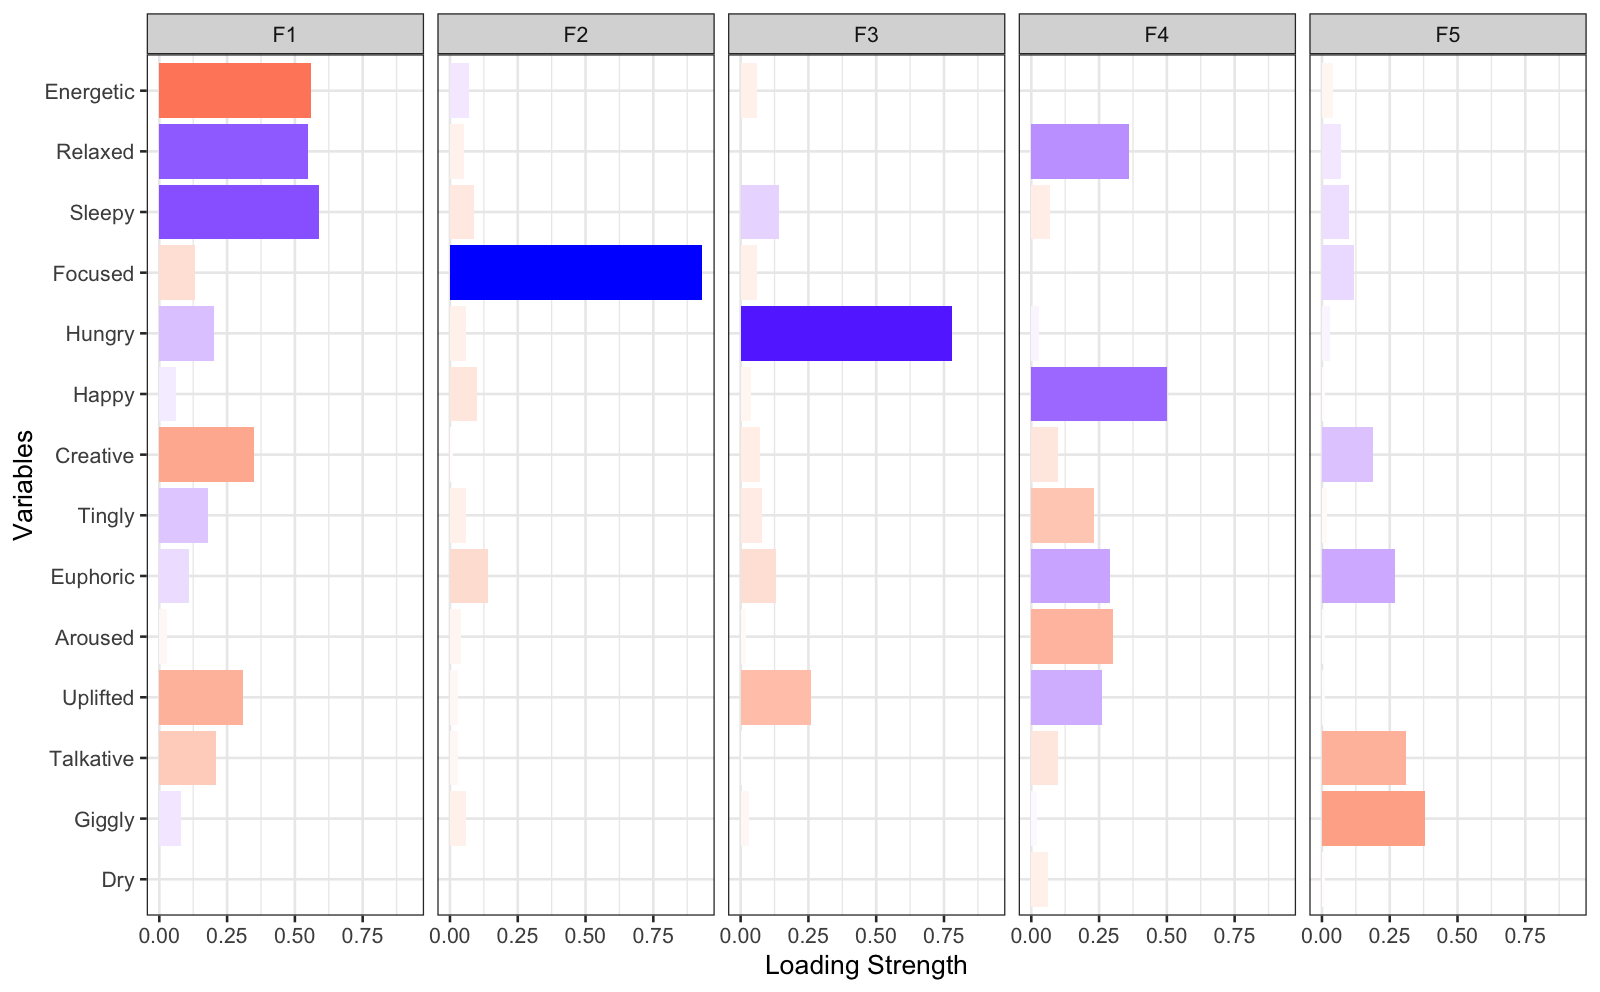 F1 F2 F3 F4 F5
Energetic
Relaxed
Sleepy
Focused
Hungry
Happy
Creative
Tingly
Euphoric
Aroused
Uplifted
Talkative
Giggly
Dry
Variables
0.00 0.25 0.50 0.75 0.00 0.25 0.50 0.75 0.00 0.25 0.50 0.75 0.00 0.25 0.50 0.75 0.00 0.25 0.50 0.75
Loading Strength